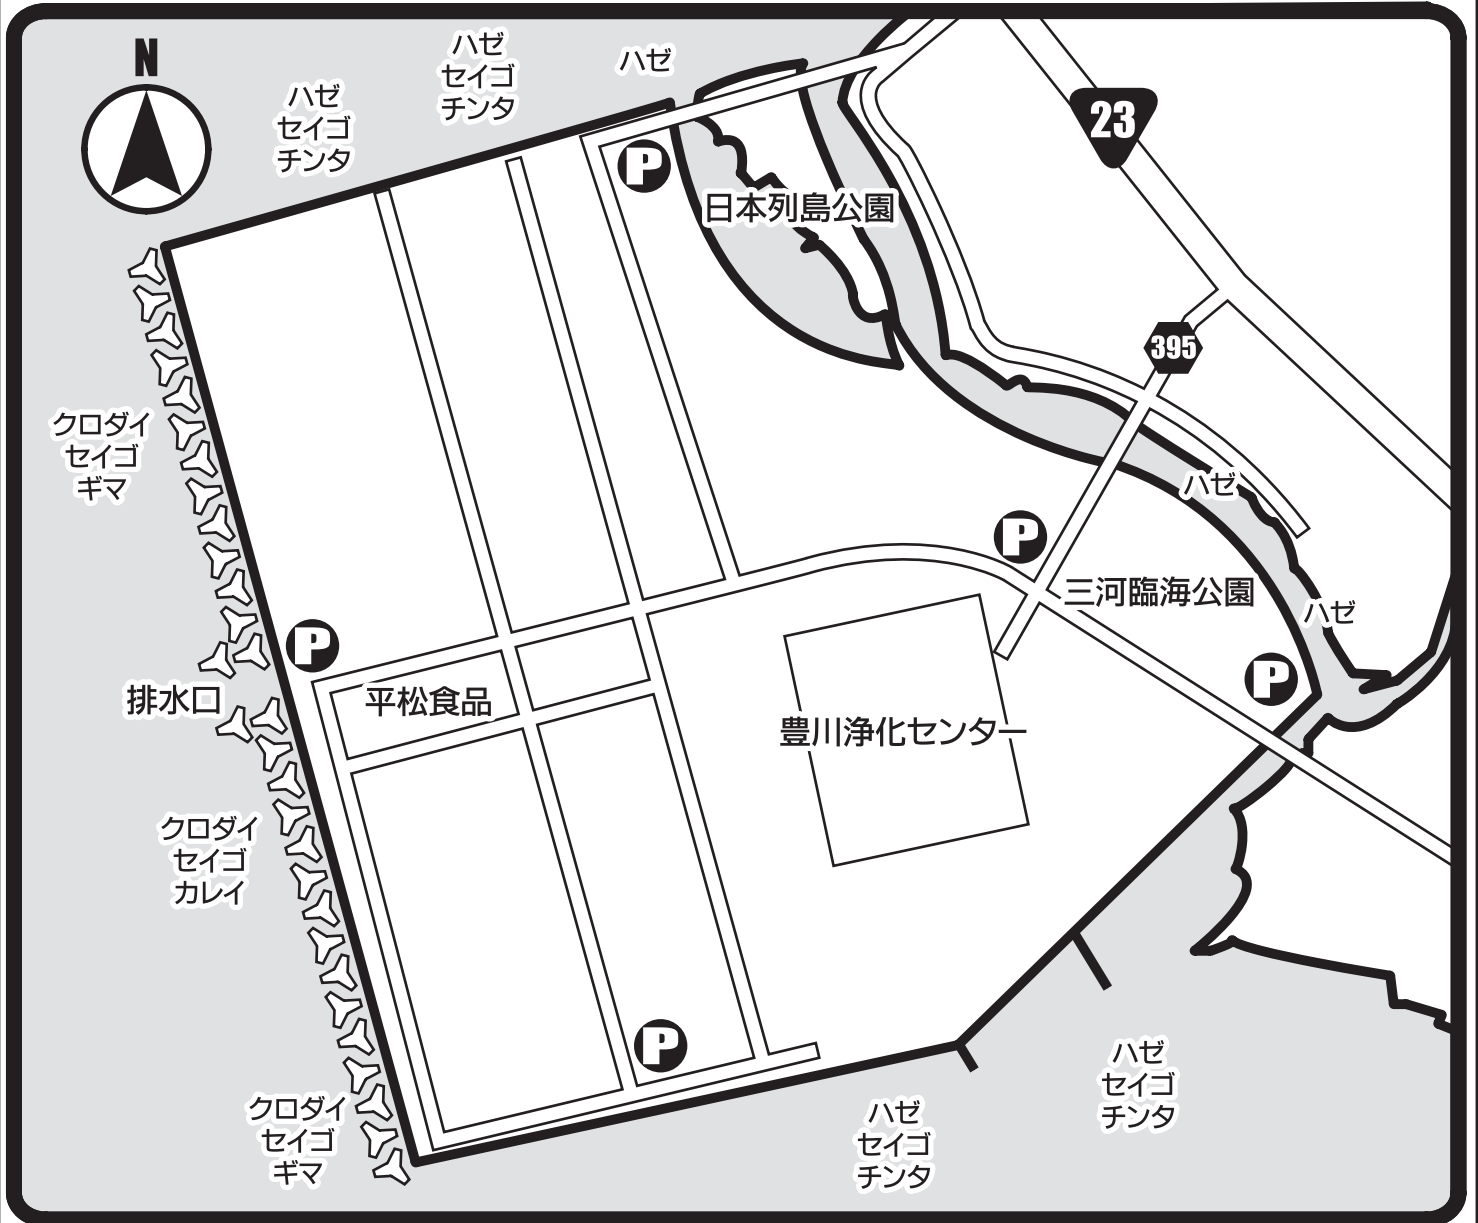 N
ハゼ
セイゴ
チンタ
ハゼ
セイゴ
チンタ
ハゼ
23
P
日本列島公園
395
クロダイ
セイゴ
ギマ
ハゼ
P
三河臨海公園
ハゼ
P
P
排水口
平松食品
豊川浄化センター
クロダイ
セイゴ
カレイ
P
クロダイ
セイゴ
ギマ
ハゼ
セイゴ
チンタ
ハゼ
セイゴ
チンタ